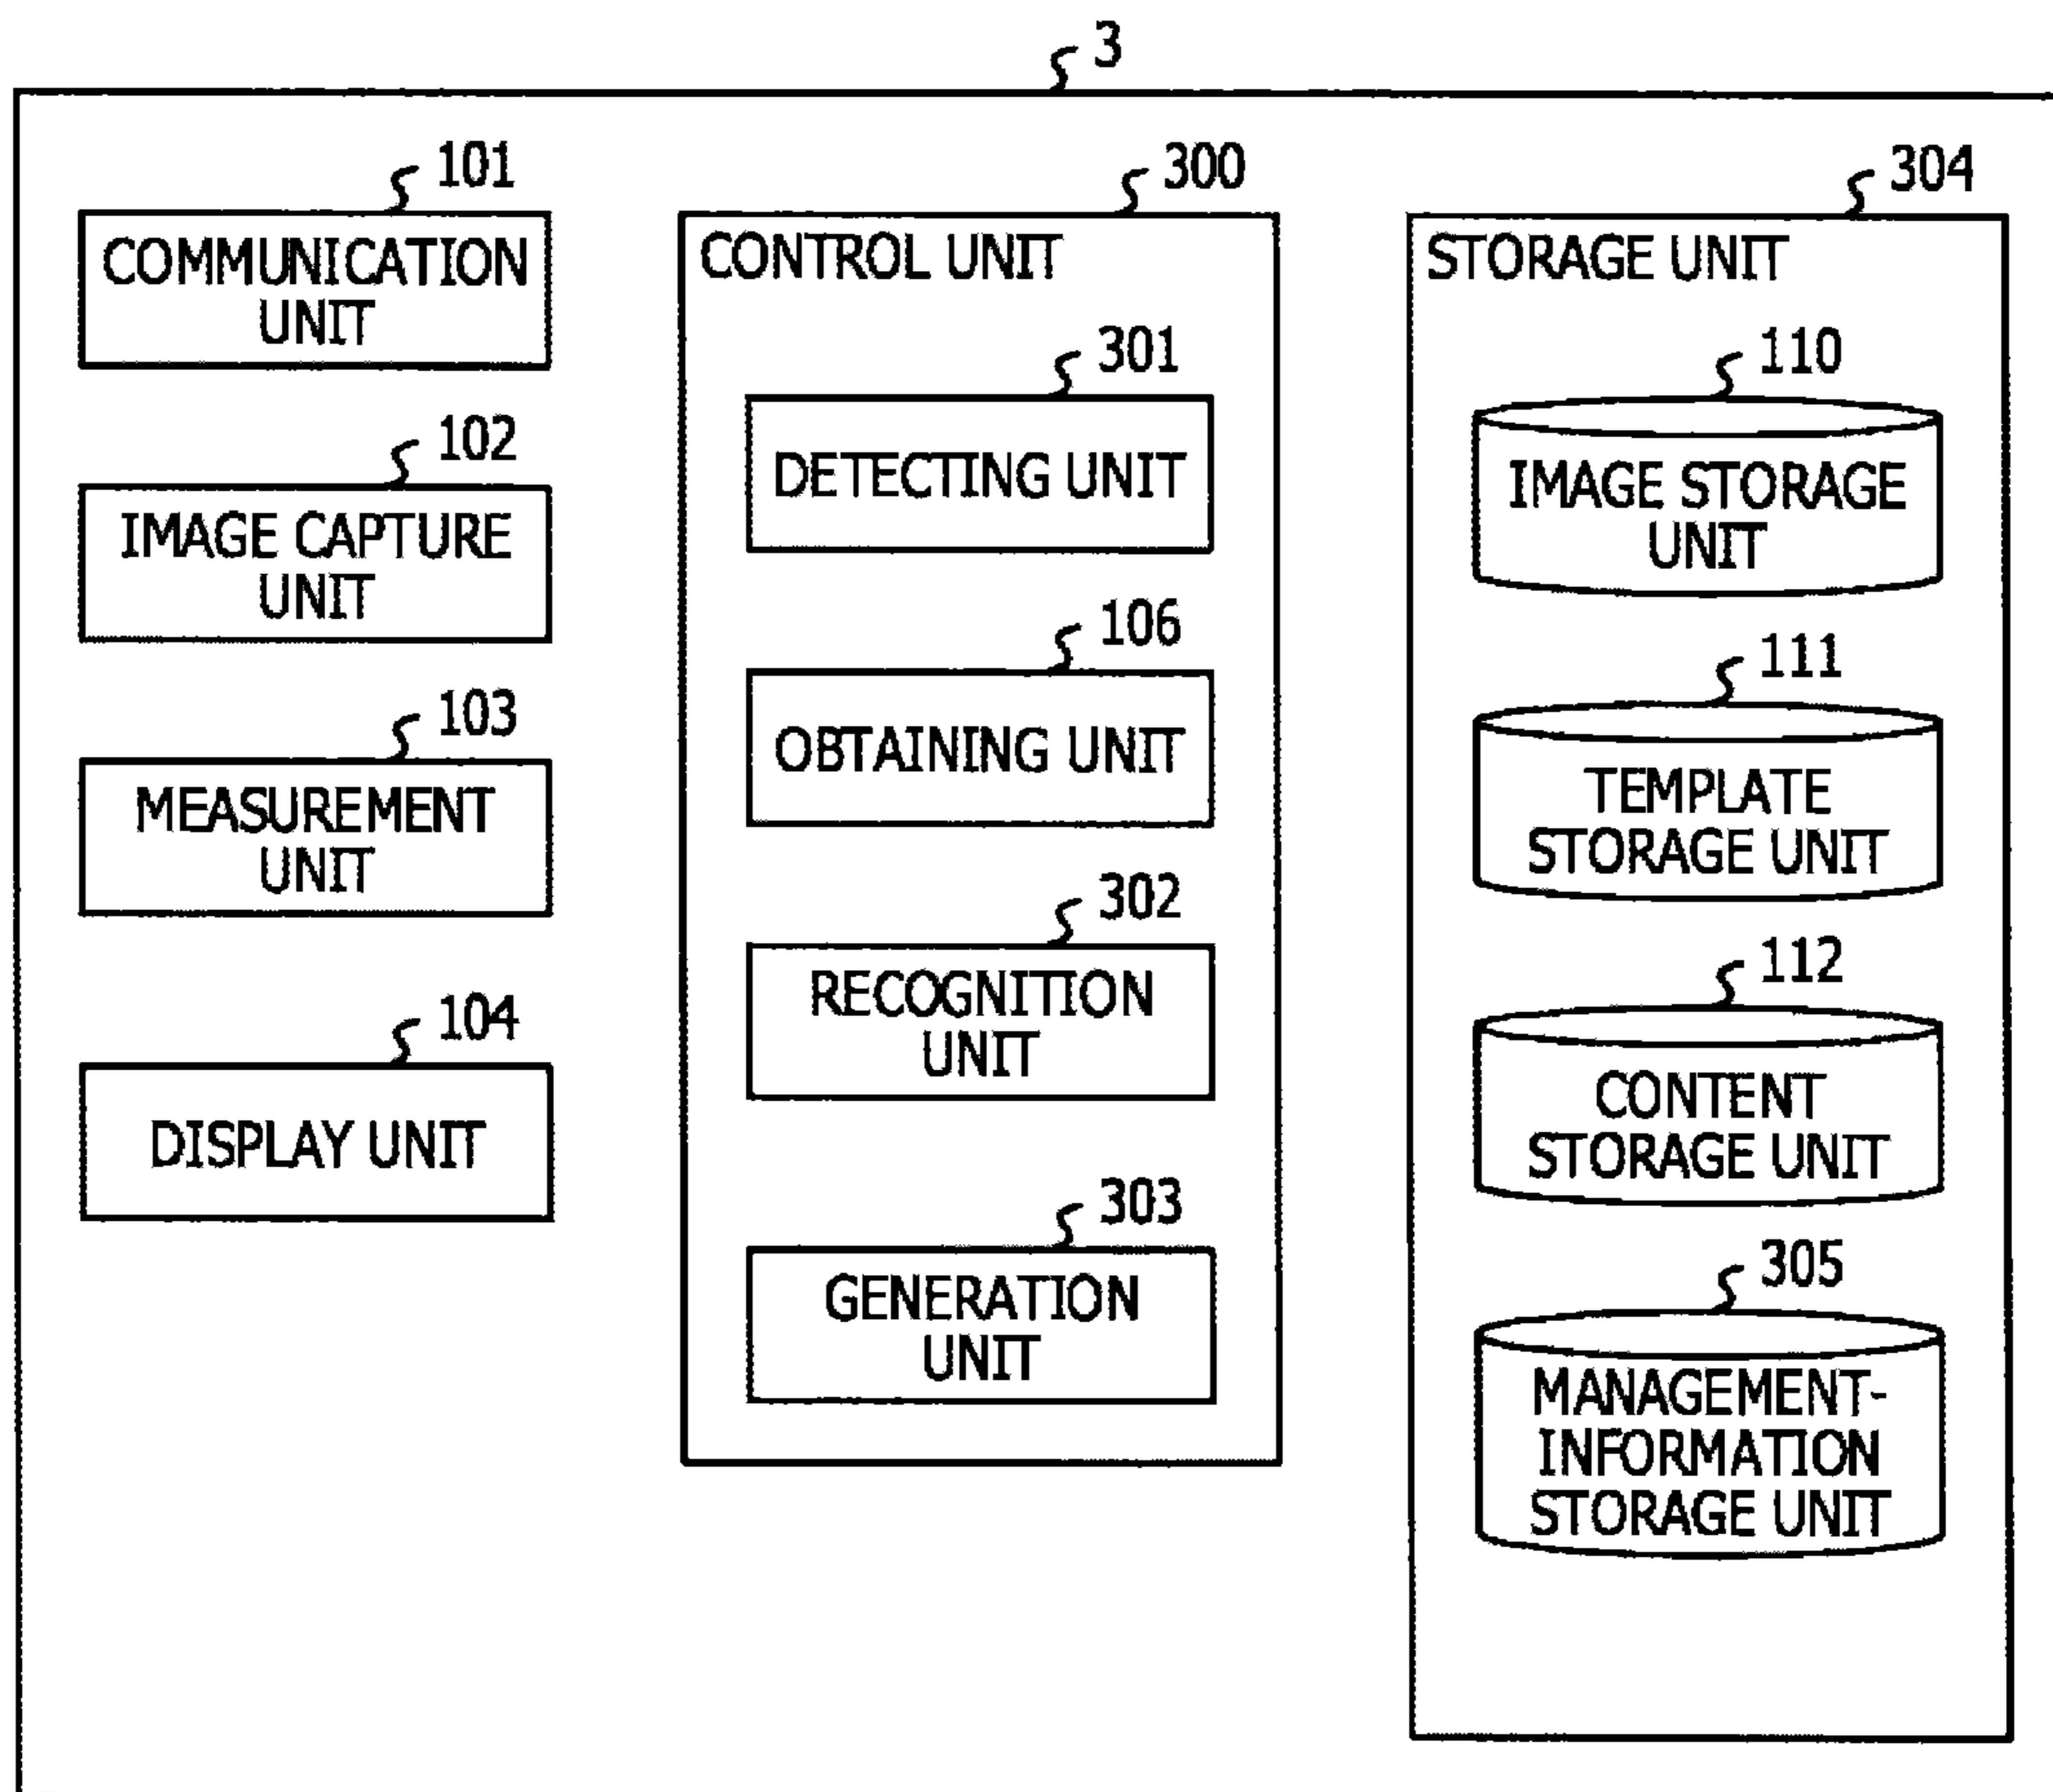 3
101
COMMUNICATION
UNIT
102
IMAGE CAPTURE
UNIT
103
MEASUREMENT
UNIT
104
DISPLAY UNIT
300
CONTROL UNIT
301
DETECTING UNIT
106
OBTAINING UNIT
302
RECOGNITION
UNIT
303
GENERATION
UNIT
304
STORAGE UNIT
110
IMAGE STORAGE
UNIT
111
TEMPLATE
STORAGE UNIT
112
CONTENT
STORAGE UNIT
305
MANAGEMENT-
INFORMATION
STORAGE UNIT